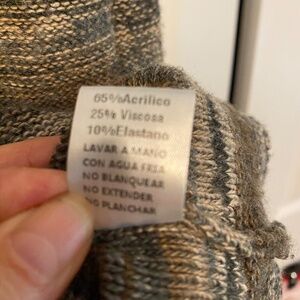 65%Acrilico
25% Viscosa
10%Elastano
LAVAR A MANO
CON AGUA FRIA
NO BLANQUEAR
NO EXTENDER
NO PLANCHAR